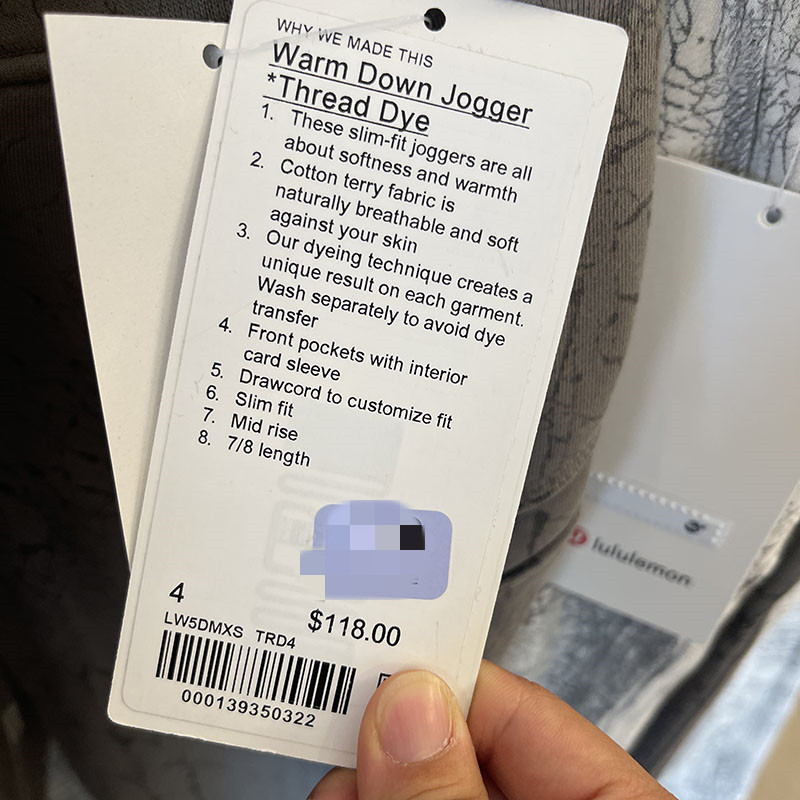 WHY WE MADE THIS
Warm Down Jogger
*Thread Dye
1. These slim-fit joggers are all
about softness and warmth
2. Cotton terry fabric is
naturally breathable and soft
against your skin
3. Our dyeing technique creates a
unique result on each garment.
Wash separately to avoid dye
transfer
4. Front pockets with interior
card sleeve
5. Drawcord to customize fit
6. Slim fit
7. Mid rise
8. 7/8 length
4
$118.00
LW5DMXS TRD4
000139350322
lululemon